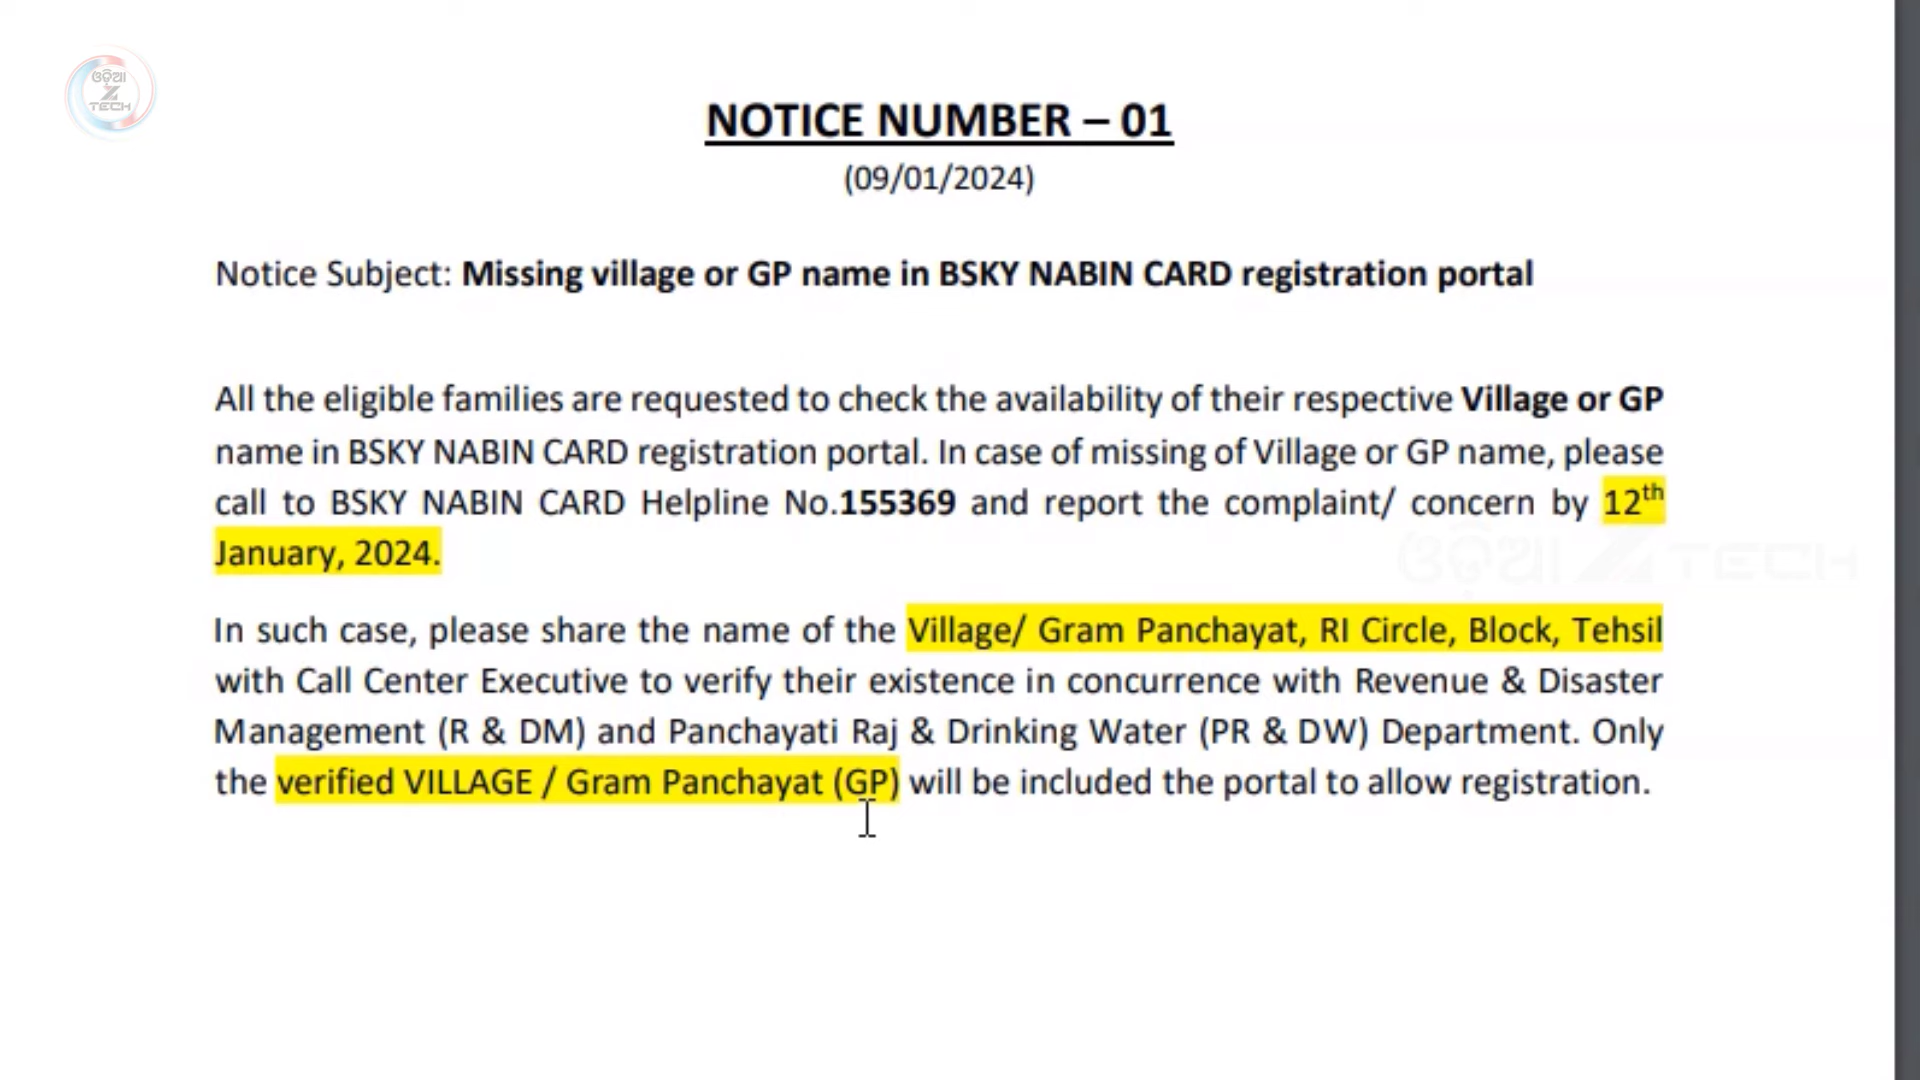 ଓଡ଼ିଆ
Z
TECH
NOTICE NUMBER – 01
(09/01/2024)
Notice Subject: Missing village or GP name in BSKY NABIN CARD registration portal
All the eligible families are requested to check the availability of their respective Village or GP
name in BSKY NABIN CARD registration portal. In case of missing of Village or GP name, please
call to BSKY NABIN CARD Helpline No.155369 and report the complaint/ concern by 12th
January, 2024.
ଓଡ଼ିଆ Z TECH
In such case, please share the name of the Village/ Gram Panchayat, RI Circle, Block, Tehsil
with Call Center Executive to verify their existence in concurrence with Revenue & Disaster
Management (R & DM) and Panchayati Raj & Drinking Water (PR & DW) Department. Only
the verified VILLAGE / Gram Panchayat (GP) will be included the portal to allow registration.